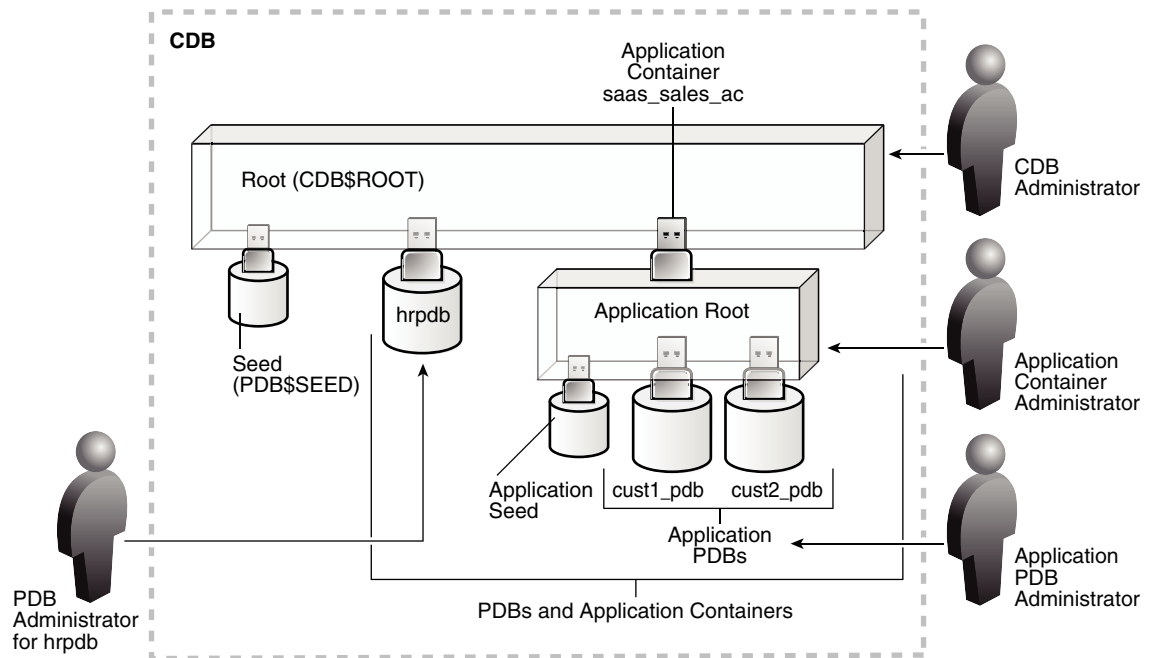 CDB
Application
Container
saas_sales_ac
Root (CDB$ROOT)
CDB
Administrator
hrpdb
Application Root
Seed
(PDB$SEED)
Application
Container
Administrator
Application
Seed
cust1_pdb
cust2_pdb
Application
PDBs
Application
PDB
Administrator
PDB
Administrator
for hrpdb
PDBs and Application Containers